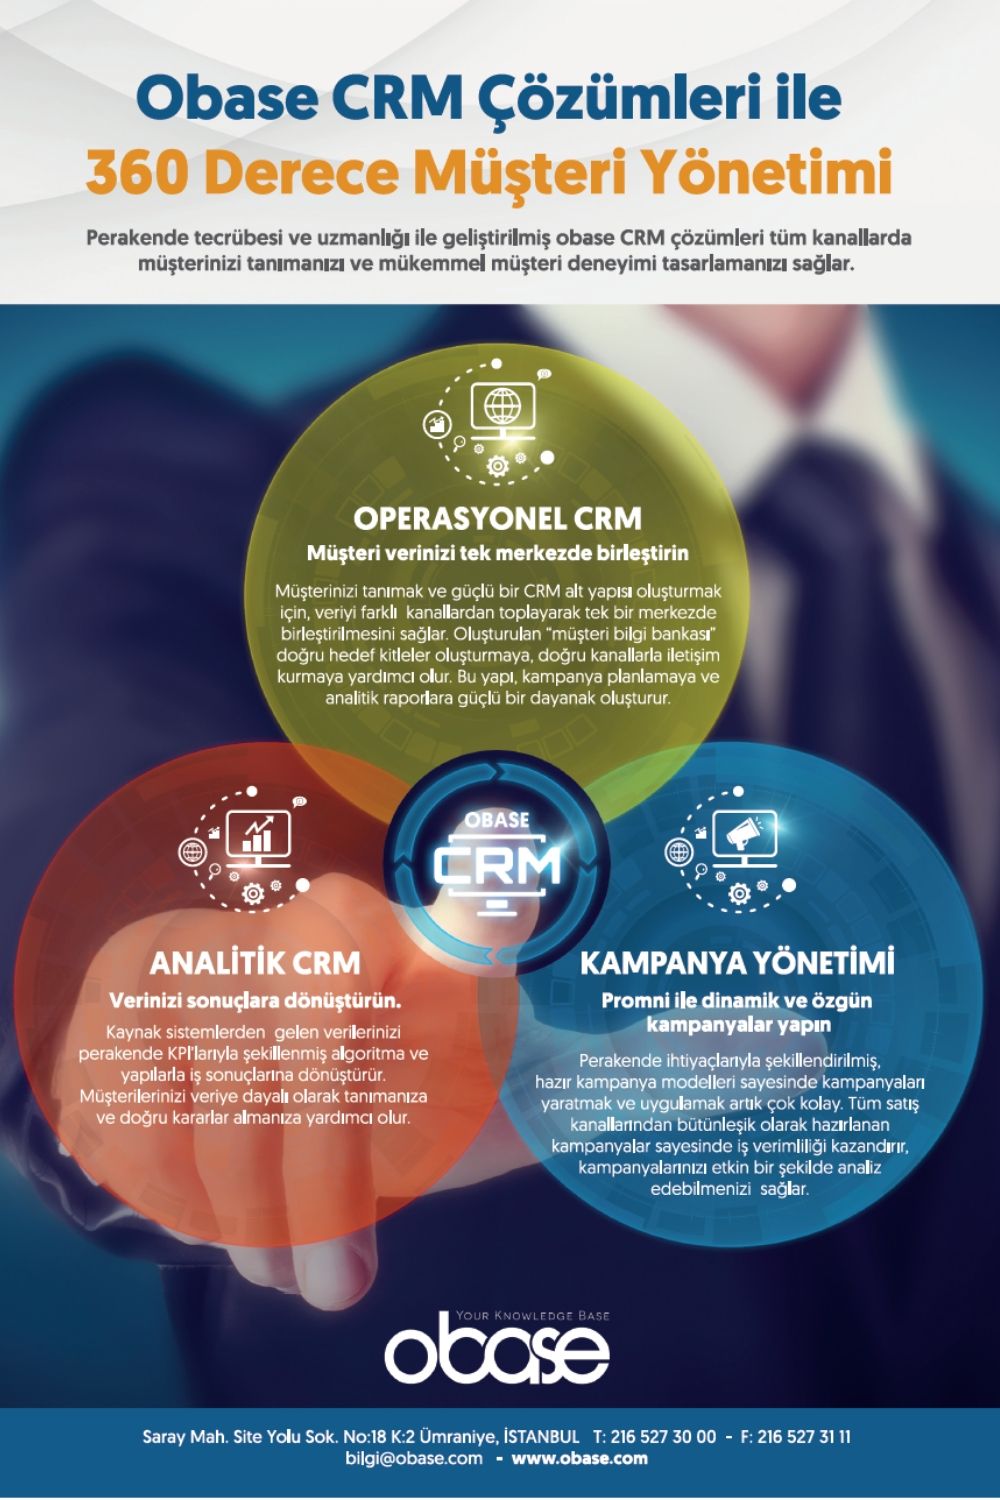 Obase CRM Çözümleri ile
360 Derece Müşteri Yönetimi
Perakende tecrübesi ve uzmanlığı ile geliştirilmiş obase CRM çözümleri tüm kanallarda
müşterinizi tanımanızı ve mükemmel müşteri deneyimi tasarlamanızı sağlar.
OPERASYONEL CRM
Müşteri verinizi tek merkezde birleştirin
Müşterinizi tanımak ve güçlü bir CRM alt yapısı oluşturmak
için, veriyi farklı kanallardan toplayarak tek bir merkezde
birleştirilmesini sağlar. Oluşturulan "müşteri bilgi bankası"
doğru hedef kitleler oluşturmaya, doğru kanallarla iletişim
kurmaya yardımcı olur. Bu yapı, kampanya planlamaya ve
analitik raporlara güçlü bir dayanak oluşturur.
OBASE
CRM
ANALİTİK CRM
Verinizi sonuçlara dönüştürün.
Kaynak sistemlerden gelen verilerinizi
perakende KPI'larıyla şekillenmiş algoritma ve
yapılarla iş sonuçlarına dönüştürür.
Müşterilerinizi veriye dayalı olarak tanımanıza
ve doğru kararlar almanıza yardımcı olur.
KAMPANYA YÖNETİMİ
Promni ile dinamik ve özgün
kampanyalar yapın
Perakende ihtiyaçlarıyla şekillendirilmiş,
hazır kampanya modelleri sayesinde kampanyaları
yaratmak ve uygulamak artık çok kolay. Tüm satış
kanallarından bütünleşik olarak hazırlanan
kampanyalar sayesinde iş verimliliği kazandırır,
kampanyalarınızı etkin bir şekilde analiz
edebilmenizi sağlar.
YOUR KNOWLEDGE BASE
obase
Saray Mah. Site Yolu Sok. No:18 K:2 Ümraniye, İSTANBUL T: 216 527 30 00 - F: 216 527 31 11
bilgi@obase.com - www.obase.com